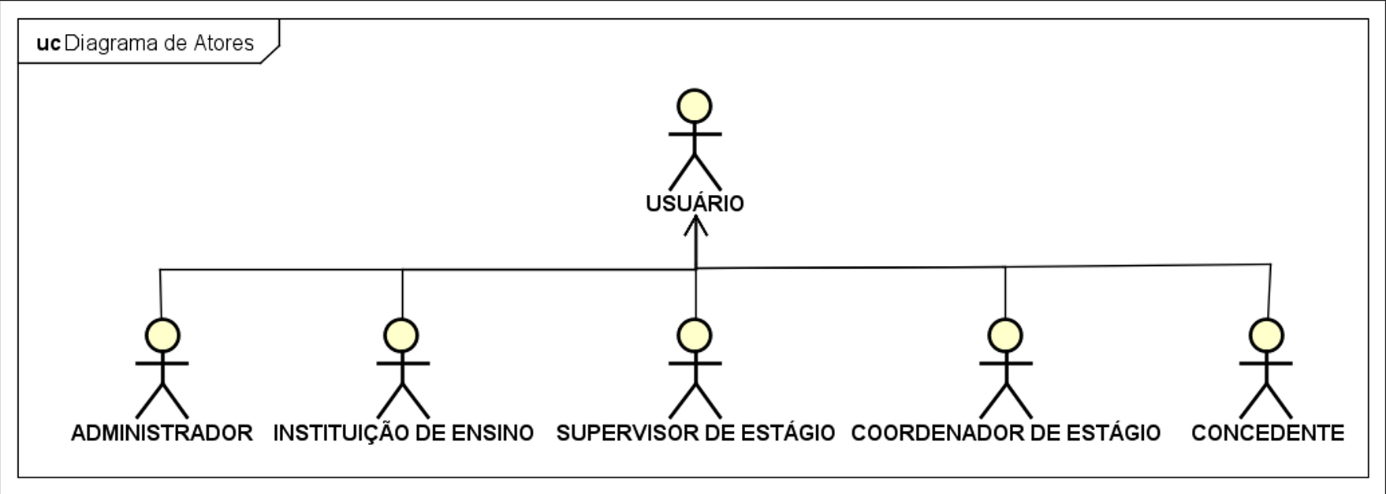 uc Diagrama de Atores
USUÁRIO
ADMINISTRADOR INSTITUIÇÃO DE ENSINO SUPERVISOR DE ESTÁGIO COORDENADOR DE ESTÁGIO CONCEDENTE